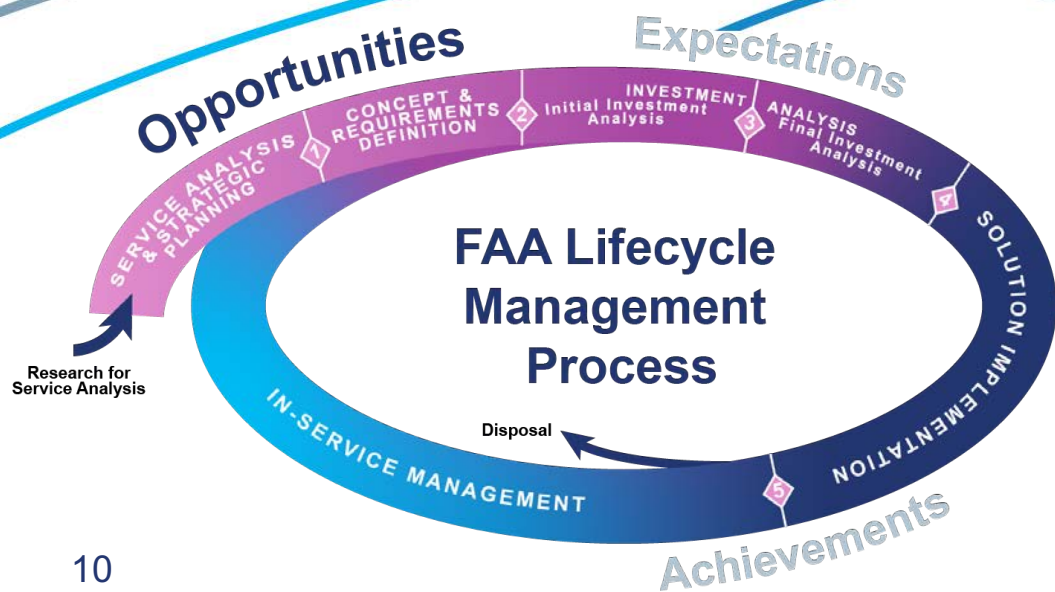 Opportunities
Expectations
SERVICE ANALYSIS
& STRATEGIC
PLANNING
1
CONCEPT &
REQUIREMENTS
DEFINITION
2
INVESTMENT
Initial Investment
Analysis
3
ANALYSIS
Final Investment
Analysis
4
SOLUTION IMPLEMENTATION
FAA Lifecycle
Management
Process
Research for
Service Analysis
Disposal
IN-SERVICE MANAGEMENT
5
Achievements
10